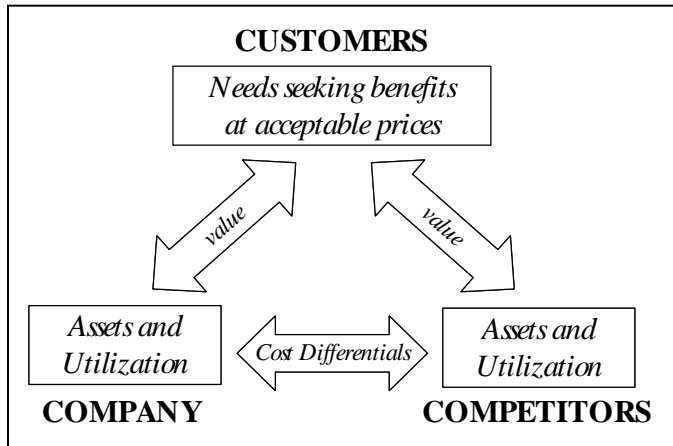 CUSTOMERS
Needs seeking benefits
at acceptable prices
value
value
Assets and
Utilization
Cost Differentials
Assets and
Utilization
COMPANY
COMPETITORS